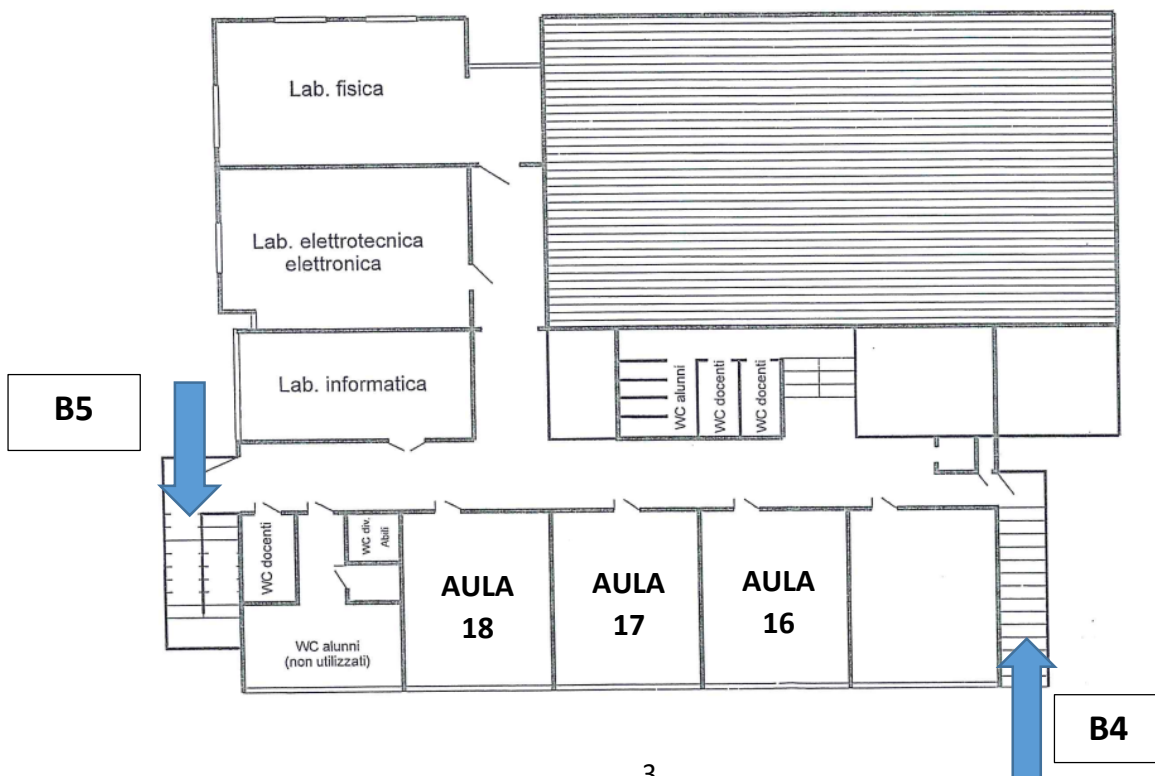 Lab. fisica
Lab. elettrotecnica
elettronica
Lab. informatica
WC alunni
WC docenti
WC docenti
B5
WC docenti
WC div.
Abili
AULA
18
AULA
17
AULA
16
WC alunni
(non utilizzati)
B4
3